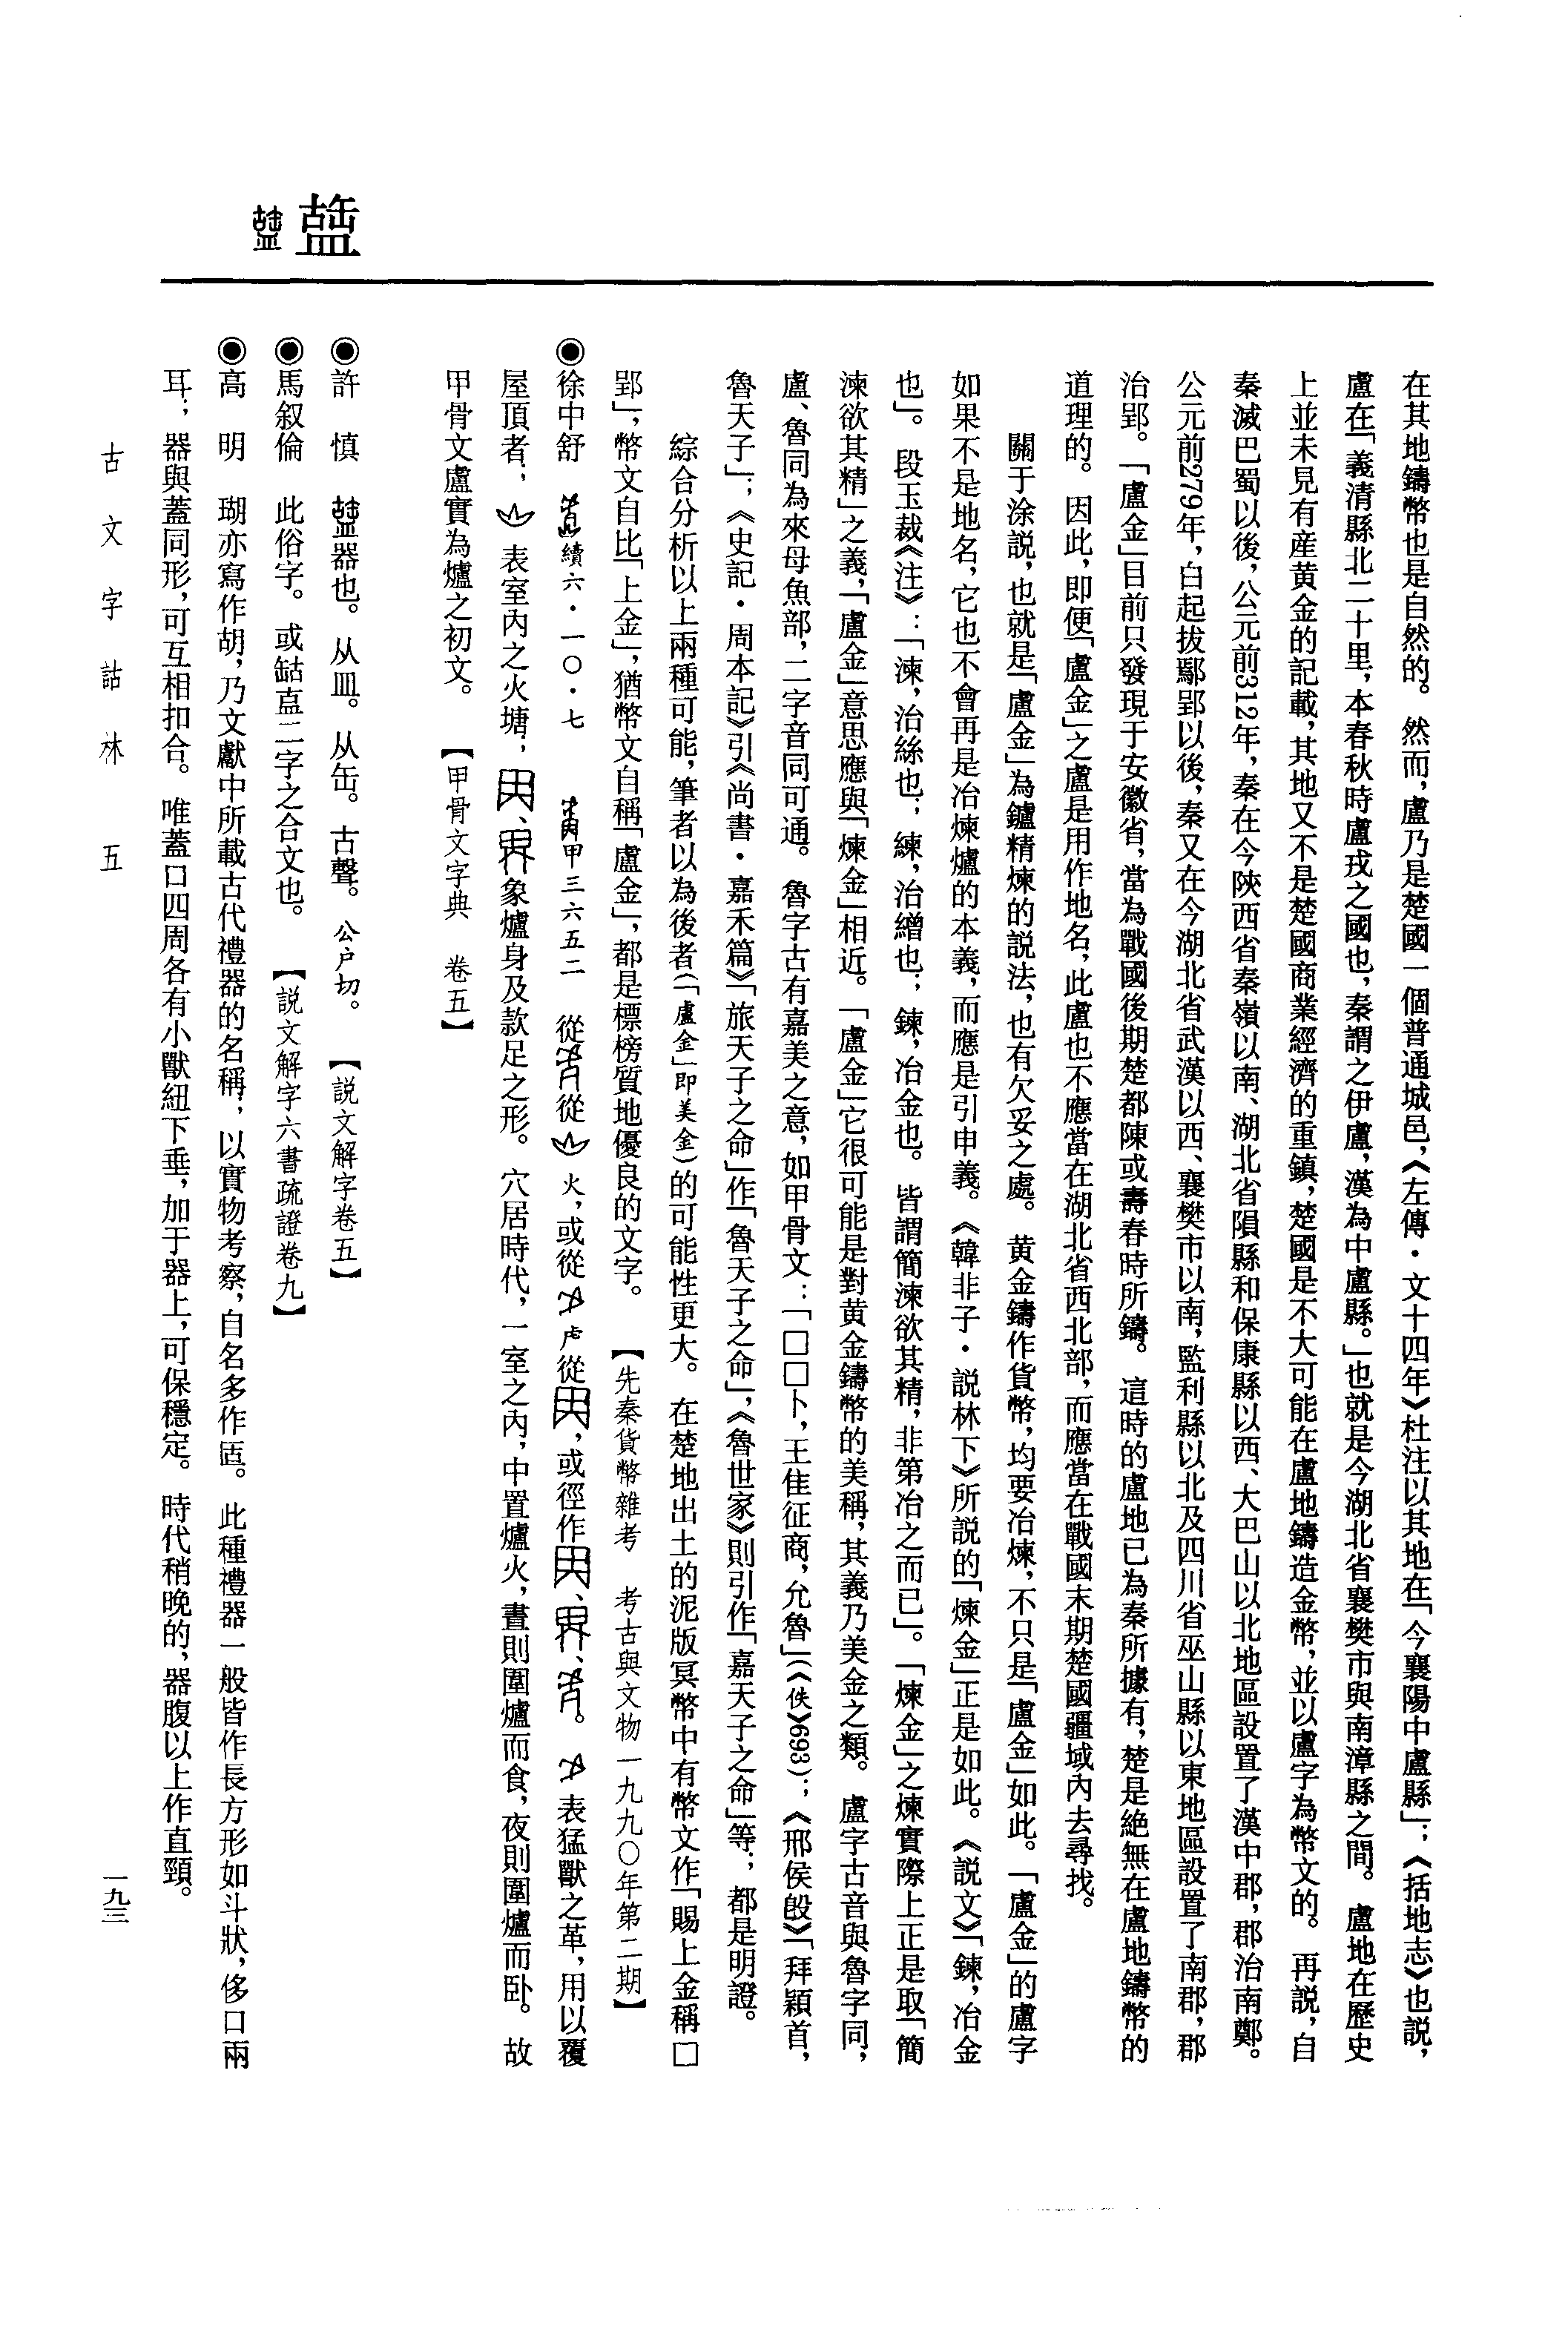 在其地鑄幣也是自然的。然而,盧乃是楚國一個普通城邑,《左傳·文十四年》杜注以其地在「今襄陽中盧縣」;《括地志》也説,
盧在「義清縣北二十里,本春秋時盧戎之國也,秦謂之伊盧,漢為中盧縣。」也就是今湖北省襄樊市與南漳縣之間。盧地在歷史
上並未見有産黄金的記載,其地又不是楚國商業經濟的重鎮,楚國是不大可能在盧地鑄造金幣,並以盧字為幣文的。再説,自
秦滅巴蜀以後,公元前312年,秦在今陝西省秦嶺以南、湖北省隕縣和保康縣以西、大巴山以北地區設置了漢中郡,郡治南鄭。
公元前279年,白起拔鄢郢以後,秦又在今湖北省武漢以西、襄樊市以南,監利縣以北及四川省巫山縣以東地區設置了南郡,郡
治郢。「盧金」目前只發現于安徽省,當為戰國後期楚都陳或壽春時所鑄。這時的盧地已為秦所據有,楚是絶無在盧地鑄幣的
道理的。因此,即便「盧金」之盧是用作地名,此盧也不應當在湖北省西北部,而應當在戰國末期楚國疆域內去尋找。
關于涂説,也就是「盧金」為鑪精煉的説法,也有欠妥之處。黄金鑄作貨幣,均要冶煉,不只是「盧金」如此。「盧金」的盧字
如果不是地名,它也不會再是冶煉爐的本義,而應是引申義。《韓非子·説林下》所説的「煉金」正是如此。《説文》「鍊,冶金
也」。段玉裁《注》:「湅,治絲也;練,治繒也;鍊,冶金也。皆謂簡湅欲其精,非第冶之而已」。「煉金」之煉實際上正是取「簡
湅欲其精」之義,「盧金」意思應與「煉金」相近。「盧金」它很可能是對黄金鑄幣的美稱,其義乃美金之類。盧字古音與魯字同,
盧、魯同為來母魚部,二字音同可通。魯字古有嘉美之意,如甲骨文:「□□卜,王隹征商,允魯」(《佚》693);《邢侯𣪘》「拜穎首,
魯天子」;《史記·周本記》引《尚書·嘉禾篇》「旅天子之命」作「魯天子之命」,《魯世家》則引作「嘉天子之命」等;都是明證。
綜合分析以上兩種可能,筆者以為後者(「盧金」即美金)的可能性更大。在楚地出土的泥版冥幣中有幣文作「賜上金稱□
郢」,幣文自比「上金」,猶幣文自稱「盧金」,都是標榜質地優良的文字。 【先秦貨幣雜考 考古與文物一九九〇年第二期】
◉徐中舒 續六·一〇·七 甲三六五二 從從火,或從虍從,或徑作、、。表猛獸之革,用以覆
屋頂者;表室內之火塘,、象爐身及款足之形。穴居時代,一室之內,中置爐火,晝則圍爐而食,夜則圍爐而卧。故
甲骨文盧實為爐之初文。 【甲骨文字典 卷五】
◉許 慎 器也。从皿。从缶。古聲。公户切。 【説文解字卷五】
◉馬叙倫 此俗字。或䀇二字之合文也。 【説文解字六書疏證卷九】
◉高 明 瑚亦寫作胡,乃文獻中所載古代禮器的名稱,以實物考察,自名多作𠤳。此種禮器一般皆作長方形如斗狀,侈口兩
耳;器與蓋同形,可互相扣合。唯蓋口四周各有小獸紐下垂,加于器上,可保穩定。時代稍晚的,器腹以上作直頸。
古文字詁林 五
一九三